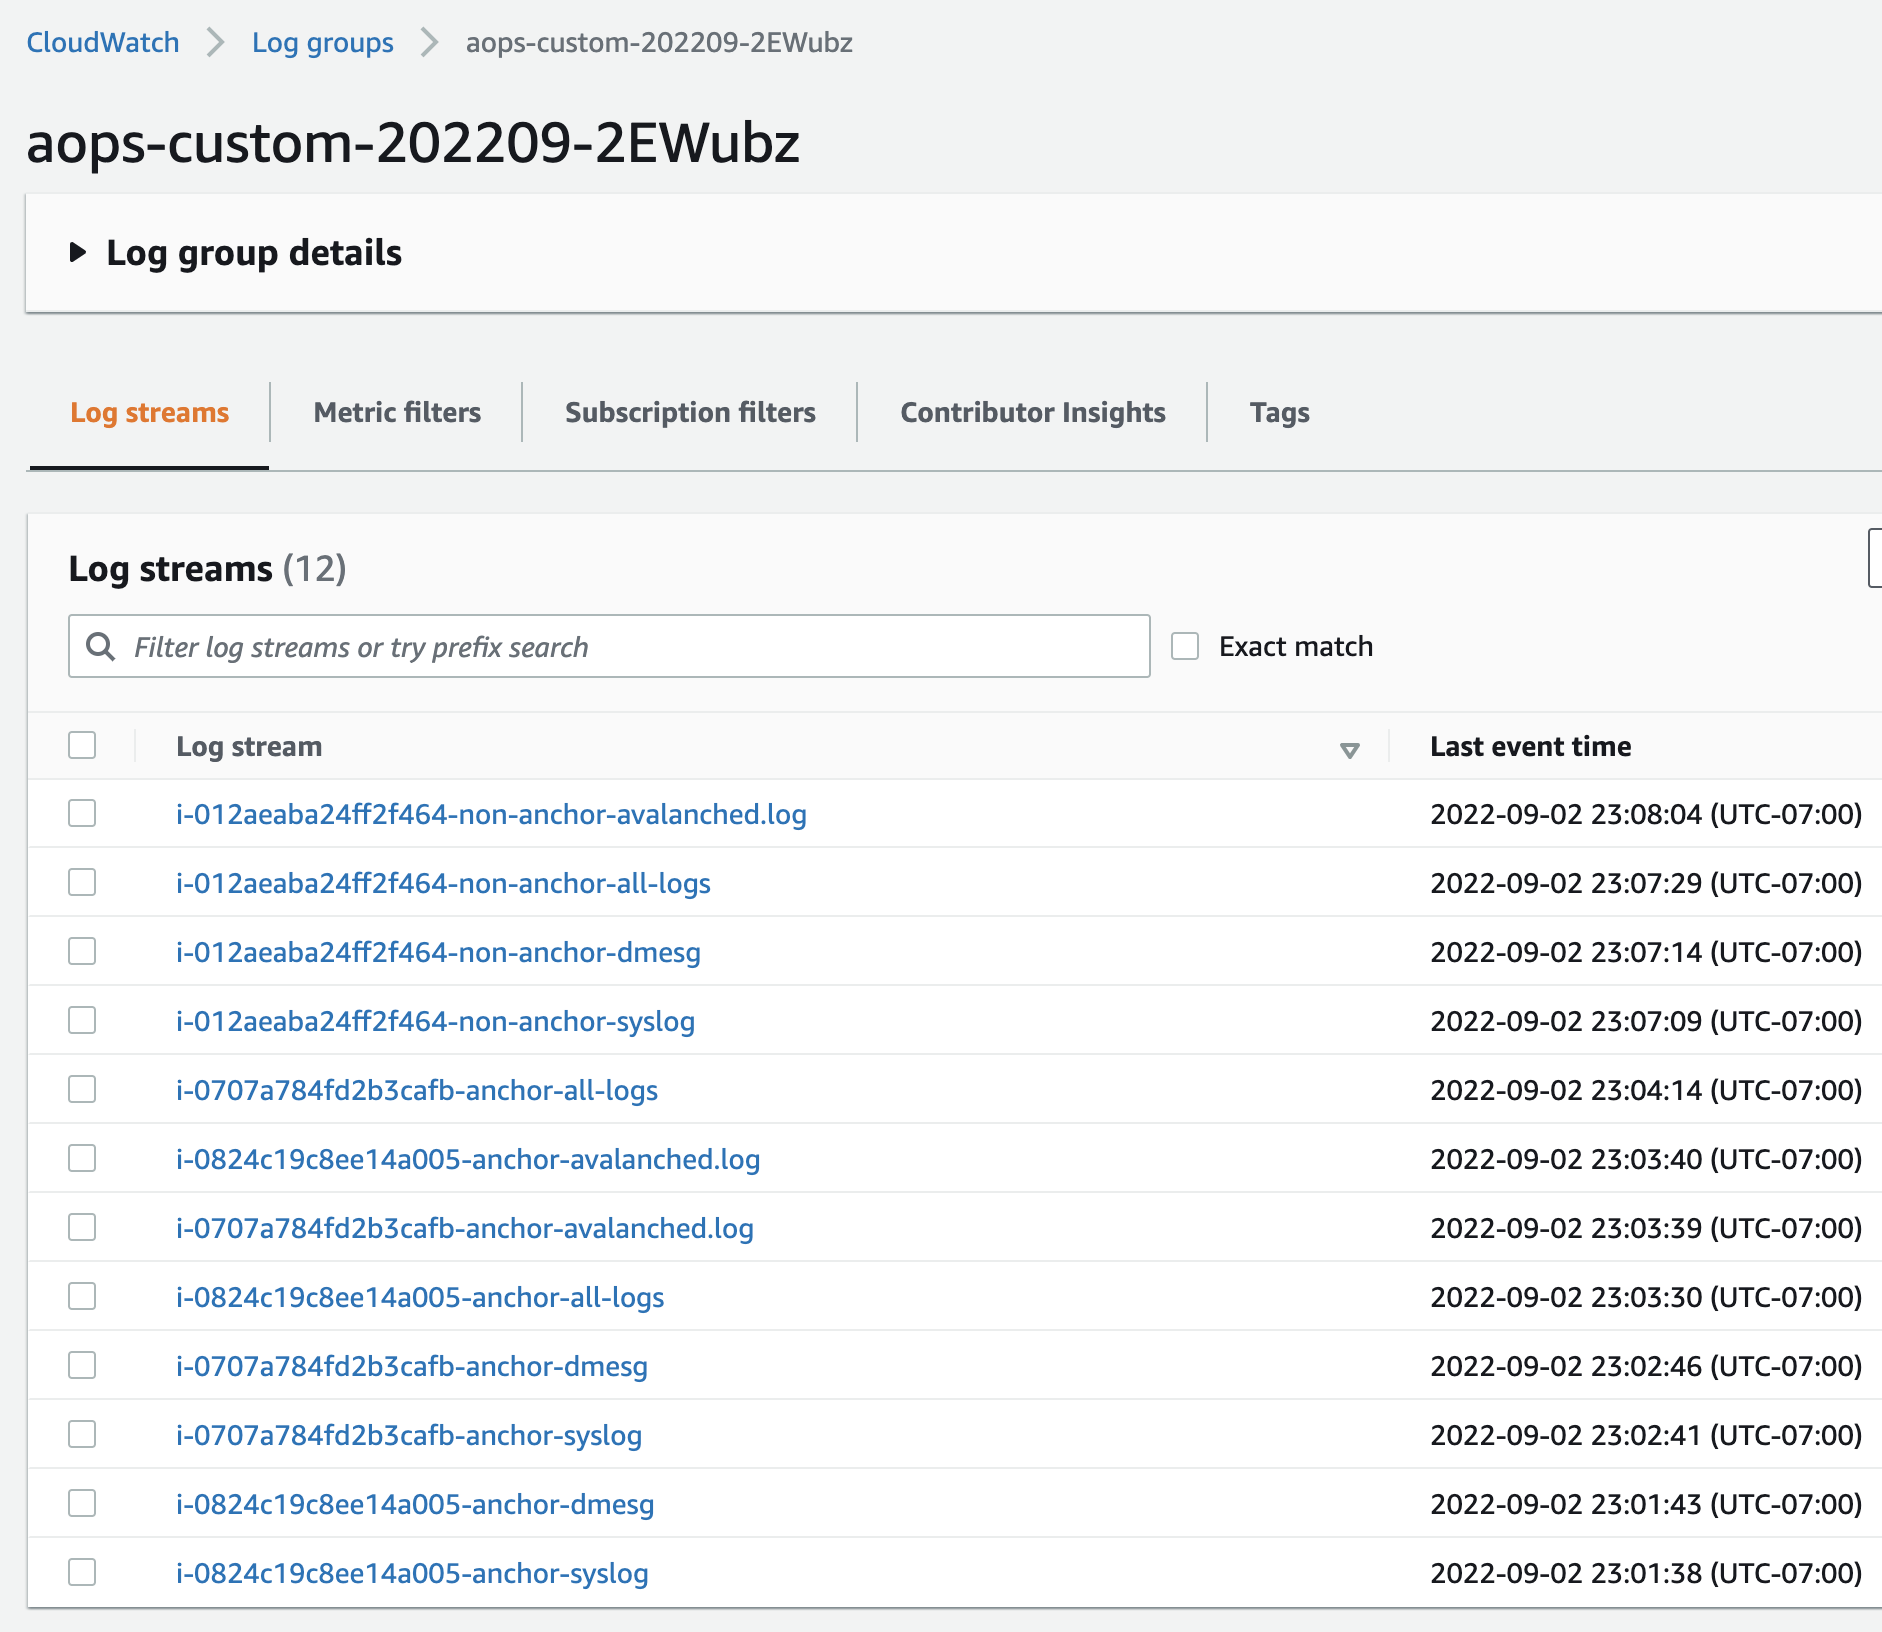 CloudWatch > Log groups > aops-custom-202209-2EWubz
aops-custom-202209-2EWubz
Log group details
Log streams Metric filters Subscription filters Contributor Insights Tags
Log streams (12)
Filter log streams or try prefix search Exact match
Log stream Last event time
i-012aeaba24ff2f464-non-anchor-avalanched.log 2022-09-02 23:08:04 (UTC-07:00)
i-012aeaba24ff2f464-non-anchor-all-logs 2022-09-02 23:07:29 (UTC-07:00)
i-012aeaba24ff2f464-non-anchor-dmesg 2022-09-02 23:07:14 (UTC-07:00)
i-012aeaba24ff2f464-non-anchor-syslog 2022-09-02 23:07:09 (UTC-07:00)
i-0707a784fd2b3cafb-anchor-all-logs 2022-09-02 23:04:14 (UTC-07:00)
i-0824c19c8ee14a005-anchor-avalanched.log 2022-09-02 23:03:40 (UTC-07:00)
i-0707a784fd2b3cafb-anchor-avalanched.log 2022-09-02 23:03:39 (UTC-07:00)
i-0824c19c8ee14a005-anchor-all-logs 2022-09-02 23:03:30 (UTC-07:00)
i-0707a784fd2b3cafb-anchor-dmesg 2022-09-02 23:02:46 (UTC-07:00)
i-0707a784fd2b3cafb-anchor-syslog 2022-09-02 23:02:41 (UTC-07:00)
i-0824c19c8ee14a005-anchor-dmesg 2022-09-02 23:01:43 (UTC-07:00)
i-0824c19c8ee14a005-anchor-syslog 2022-09-02 23:01:38 (UTC-07:00)